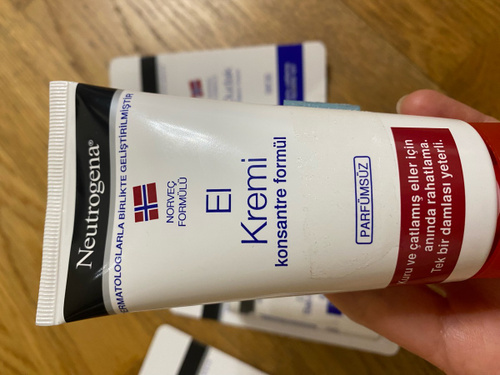 Neutrogena®
DERMATOLOGLARLA BİRLİKTE GELİŞTİRİLMİŞTİR
NORVEÇ
FORMÜLÜ
El
Kremi
konsantre formül
PARFÜMSÜZ
Kuru ve çatlamış eller için
anında rahatlama.
Tek bir damlası yeterli.
Dudak